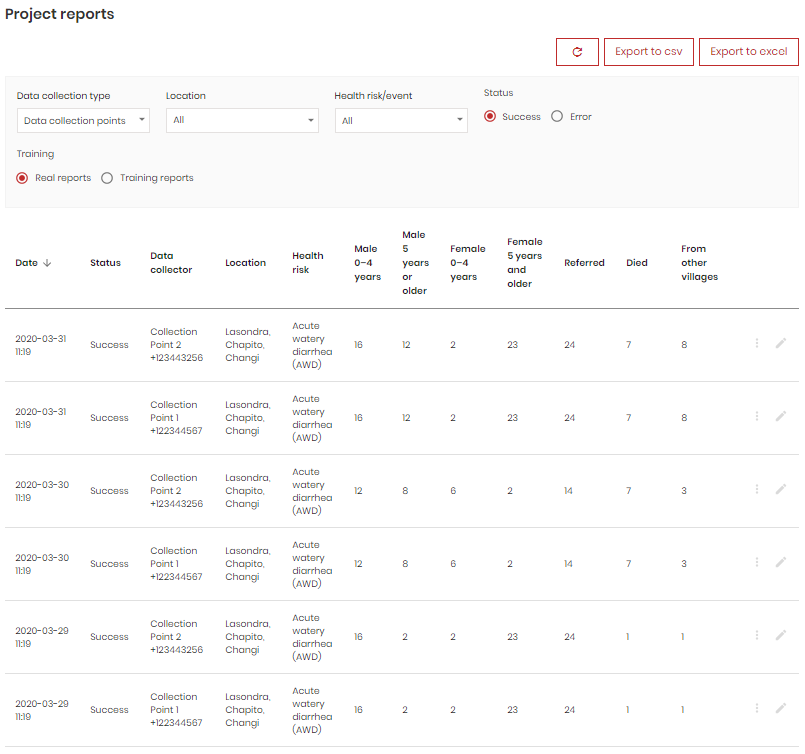 Project reports
Export to csv Export to excel
Data collection type Location Health risk/event Status
Data collection points All All Success Error
Training
Real reports Training reports
Date Status Data collector Location Health risk Male 0–4 years Male 5 years or older Female 0–4 years Female 5 years and older Referred Died From other villages
2020-03-31 11:19 Success Collection Point 2 +123443256 Lasondra, Chapito, Changi Acute watery diarrhea (AWD) 16 12 2 23 24 7 8
2020-03-31 11:19 Success Collection Point 1 +122344567 Lasondra, Chapito, Changi Acute watery diarrhea (AWD) 16 12 2 23 24 7 8
2020-03-30 11:19 Success Collection Point 2 +123443256 Lasondra, Chapito, Changi Acute watery diarrhea (AWD) 12 8 6 2 14 7 3
2020-03-30 11:19 Success Collection Point 1 +122344567 Lasondra, Chapito, Changi Acute watery diarrhea (AWD) 12 8 6 2 14 7 3
2020-03-29 11:19 Success Collection Point 2 +123443256 Lasondra, Chapito, Changi Acute watery diarrhea (AWD) 16 2 2 23 24 1 1
2020-03-29 11:19 Success Collection Point 1 +122344567 Lasondra, Chapito, Changi Acute watery diarrhea (AWD) 16 2 2 23 24 1 1